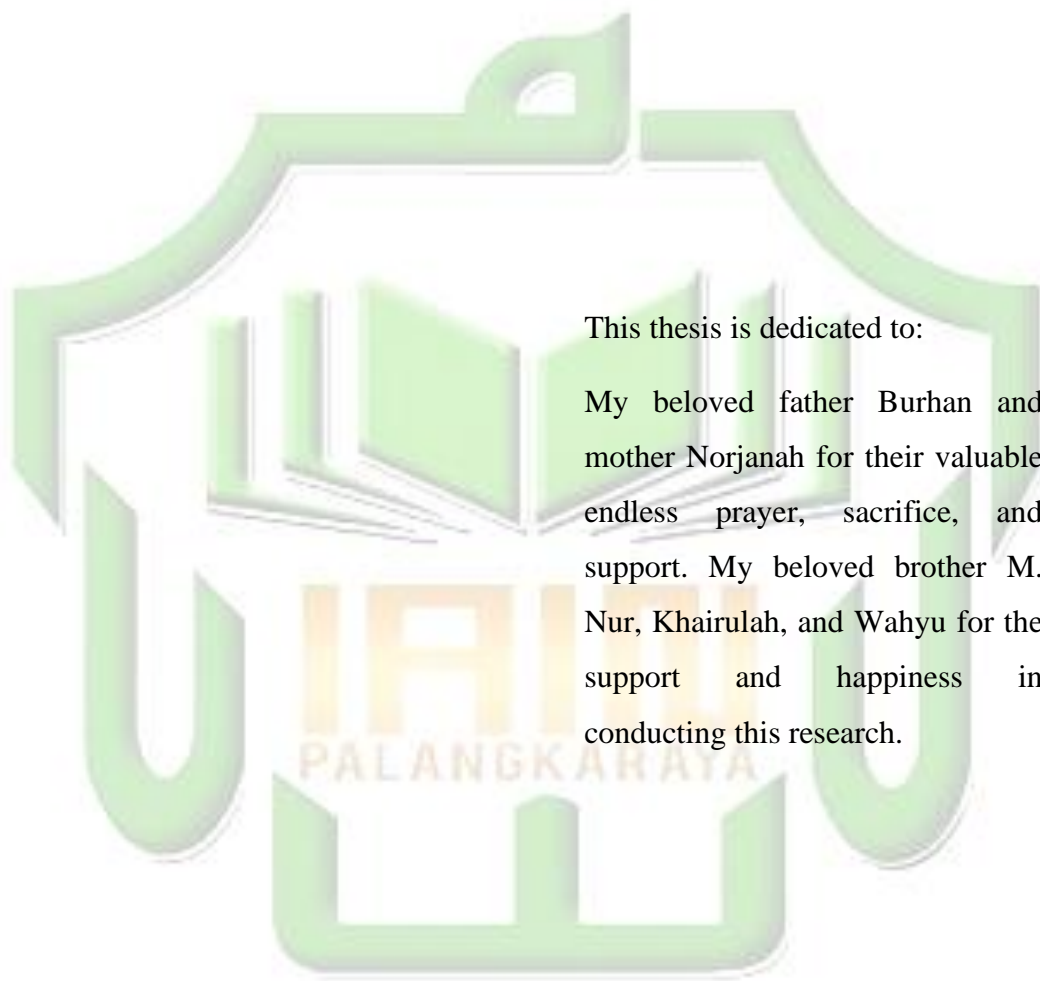 This thesis is dedicated to:
My beloved father Burhan and
mother Norjanah for their valuable
endless prayer, sacrifice, and
support. My beloved brother M.
Nur, Khairulah, and Wahyu for the
support and happiness in
conducting this research.
IAIN
PALANGKARAYA